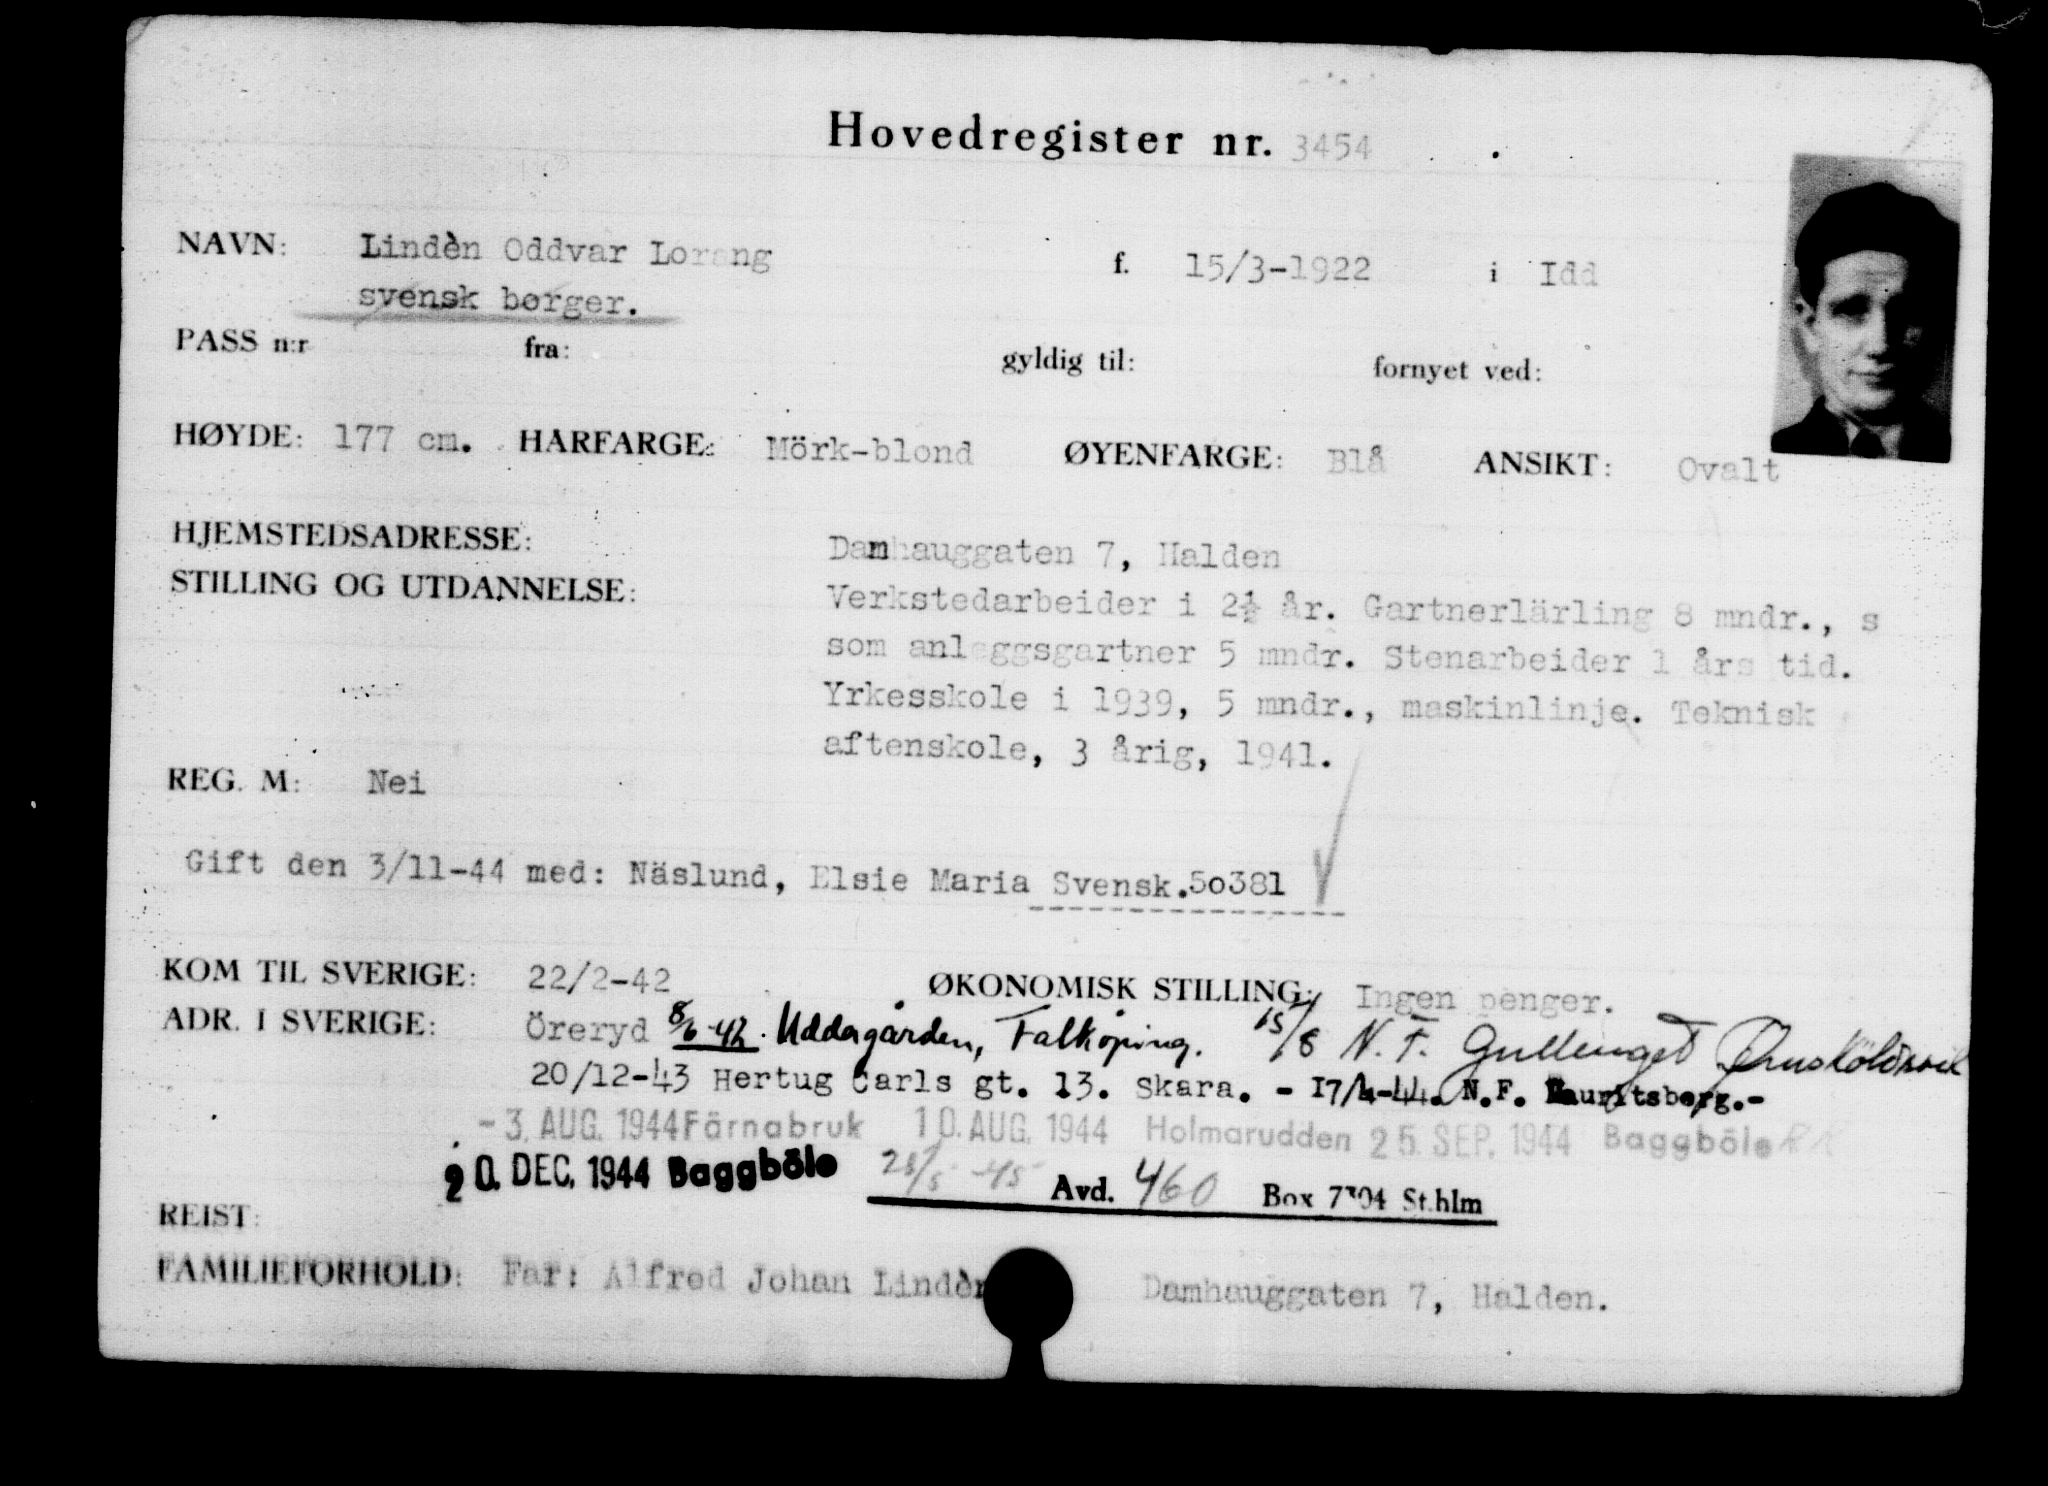 Hovedregister nr. 3454
NAVN: Lindèn Oddvar Lorang f. 15/3-1922 i Idd
svensk borger.
PASS n:r fra: gyldig til: fornyet ved:
HØYDE: 177 cm. HARFARGE: Mörk-blond ØYENFARGE: Blå ANSIKT: Ovalt
HJEMSTEDSADRESSE: Damhauggaten 7, Halden
STILLING OG UTDANNELSE: Verkstedarbeider i 2½ år. Gartnerlärling 8 mndr., s
som anleggsgartner 5 mndr. Stenarbeider 1 års tid.
Yrkesskole i 1939, 5 mndr., maskinlinje. Teknisk
aftenskole, 3 årig, 1941.
REG. M: Nei
Gift den 3/11-44 med: Näslund, Elsie Maria Svensk.50381
KOM TIL SVERIGE: 22/2-42 ØKONOMISK STILLING: Ingen penger.
ADR. I SVERIGE: Öreryd 8/6-42. Uddagården, Falköping. 15/8 N.F. Gullenget Ørnsköldsvik
20/12-43 Hertug Carls gt. 13. Skara. - 17/4-44. N.F. Mauritsberg.-
-3. AUG. 1944 Färnabruk 10. AUG. 1944 Holmarudden 25. SEP. 1944 Baggböle
20. DEC. 1944 Baggböle 28/5-45 Avd. 460 Box 7304 St.hlm
REIST:
FAMILIEFORHOLD: Far: Alfred Johan Lindèn Damhauggaten 7, Halden.